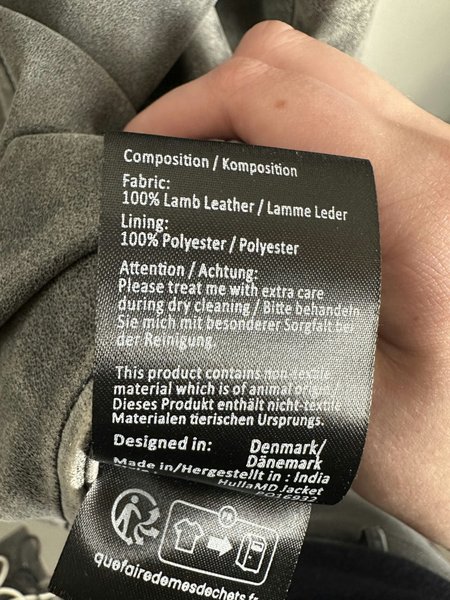 Composition / Komposition
Fabric:
100% Lamb Leather / Lamme Leder
Lining:
100% Polyester / Polyester
Attention / Achtung:
Please treat me with extra care
during dry cleaning / Bitte behandeln
Sie mich mit besonderer Sorgfalt bei
der Reinigung.
This product contains non-textile
material which is of animal origin /
Dieses Produkt enthält nicht-textile
Materialen tierischen Ursprungs.
Designed in: Denmark/
Dänemark
Made in/Hergestellt in : India
HullaMD Jacket
PO16932
FR
quefairedemesdechets.fr